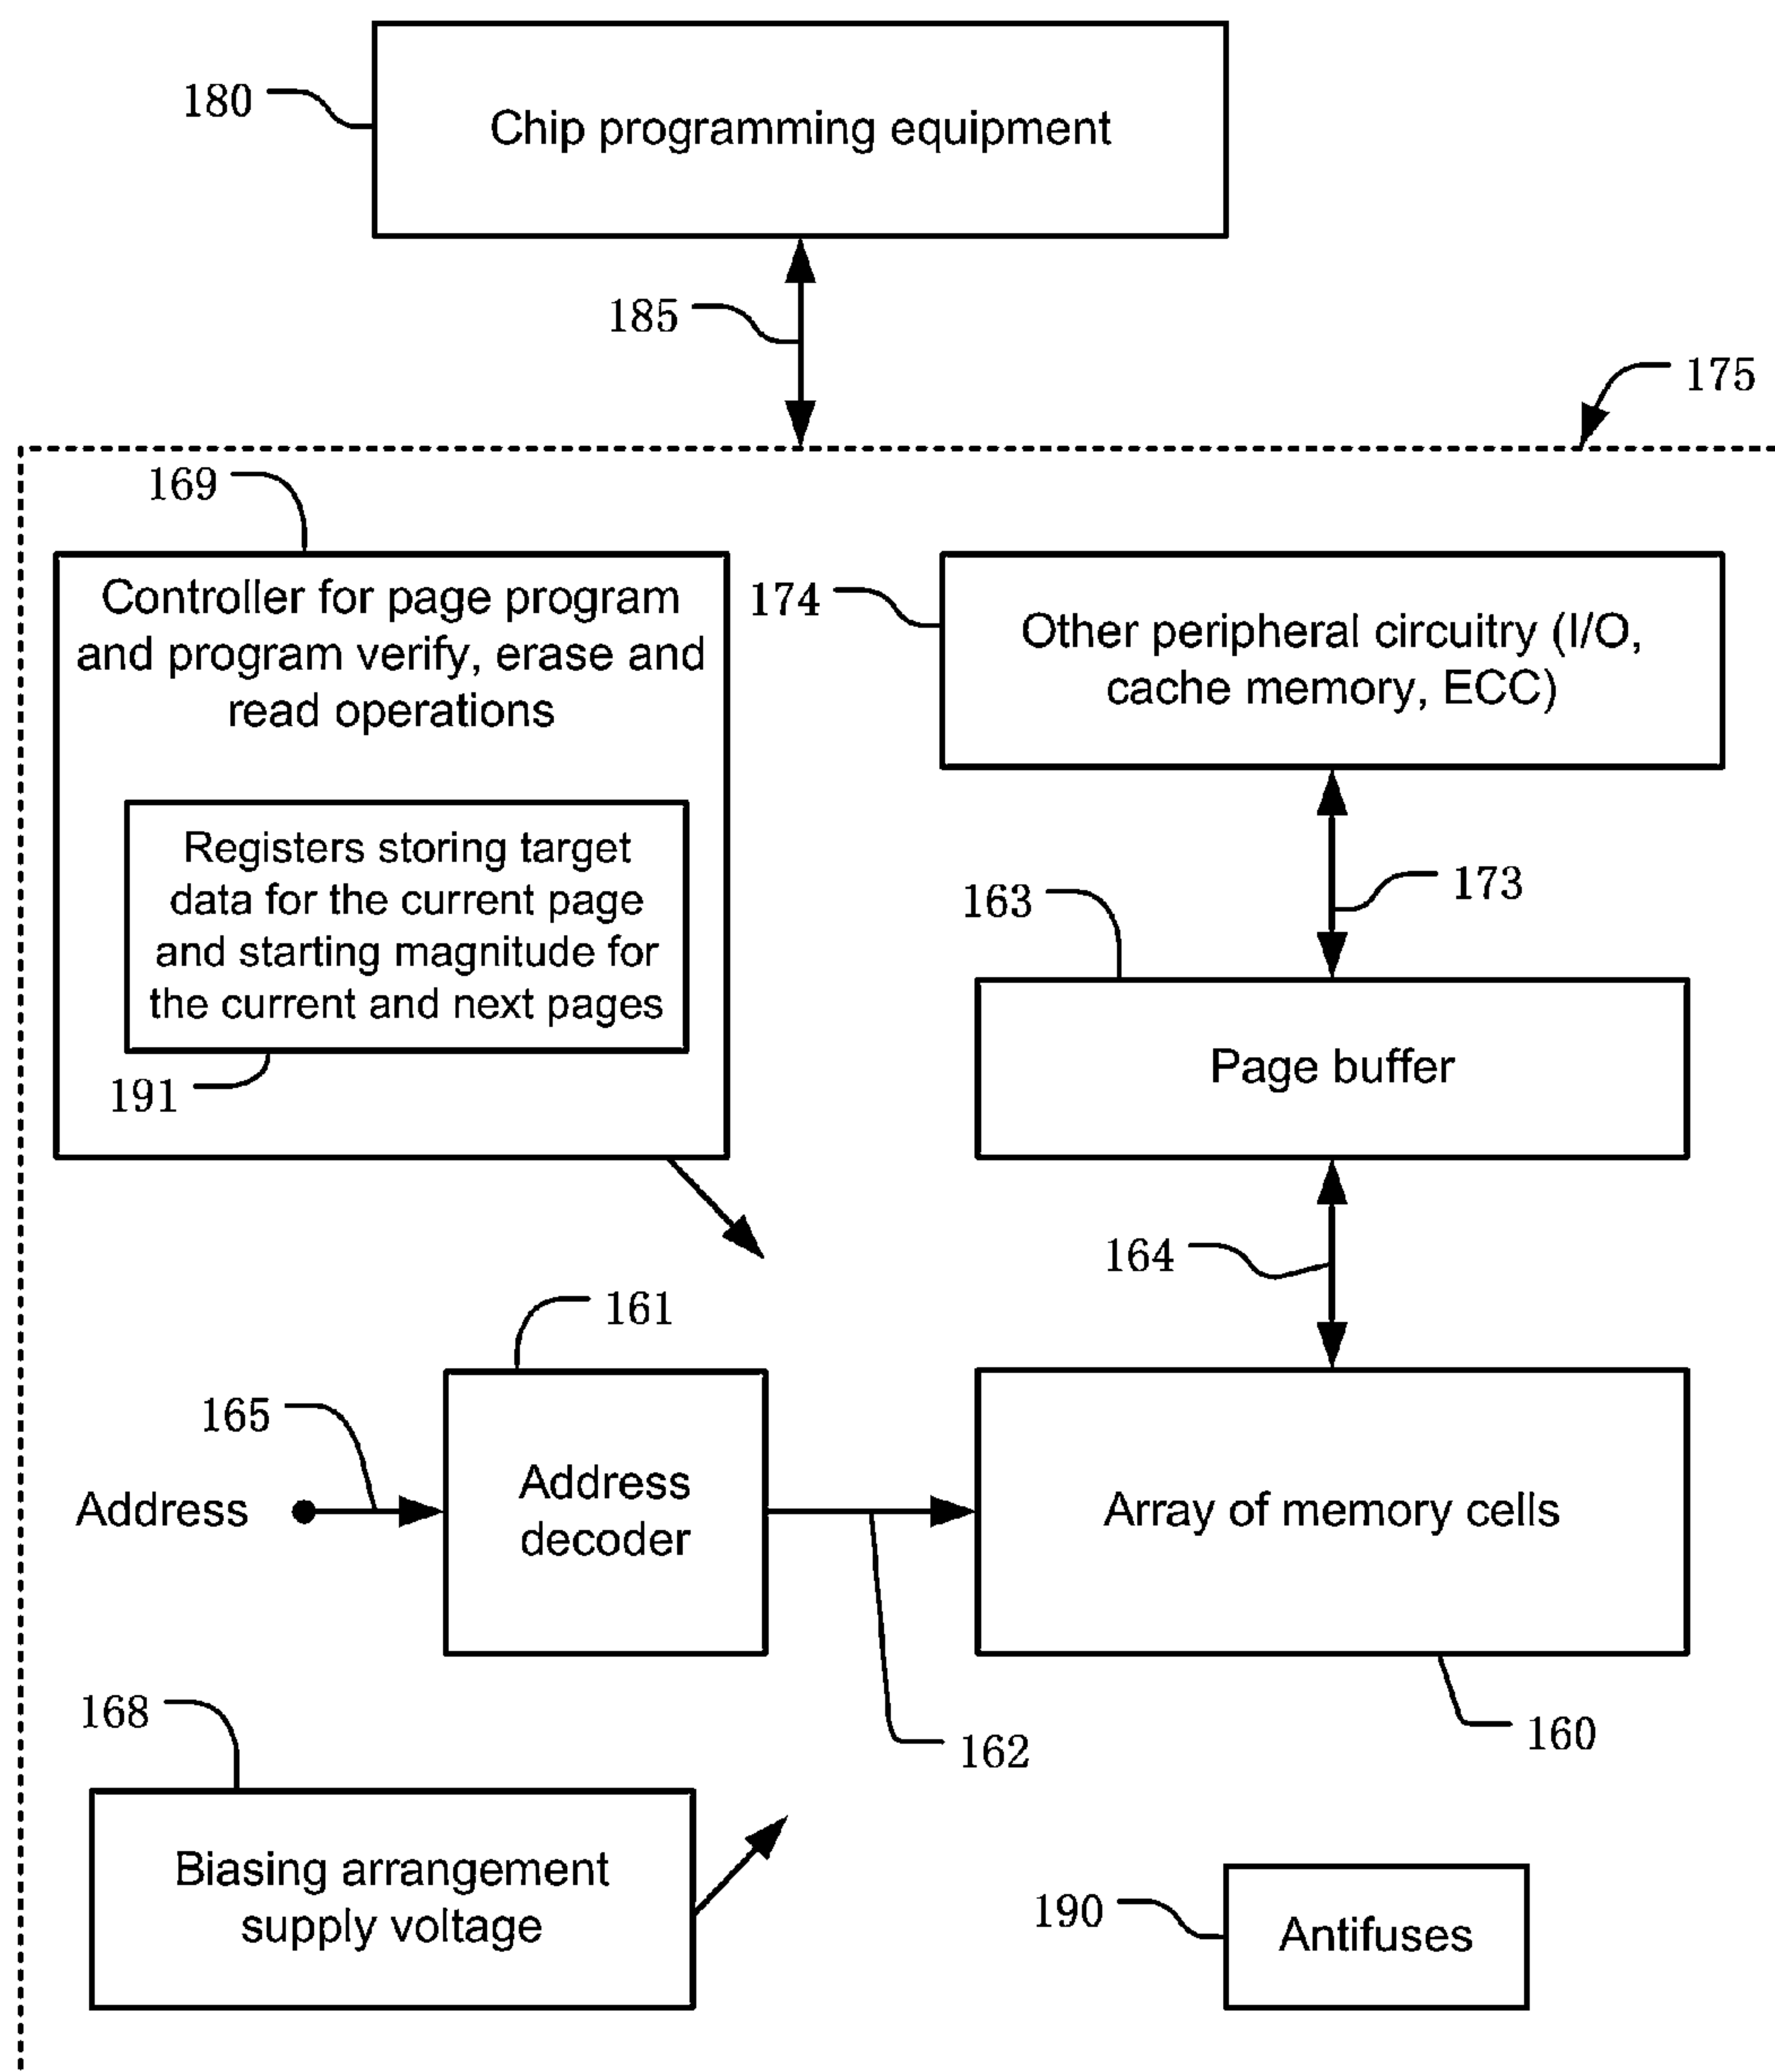 180
Chip programming equipment
185
175
169
Controller for page program
and program verify, erase and
read operations
Registers storing target
data for the current page
and starting magnitude for
the current and next pages
191
174
Other peripheral circuitry (I/O,
cache memory, ECC)
173
163
Page buffer
164
161
165
Address
Address
decoder
162
Array of memory cells
160
168
Biasing arrangement
supply voltage
190
Antifuses